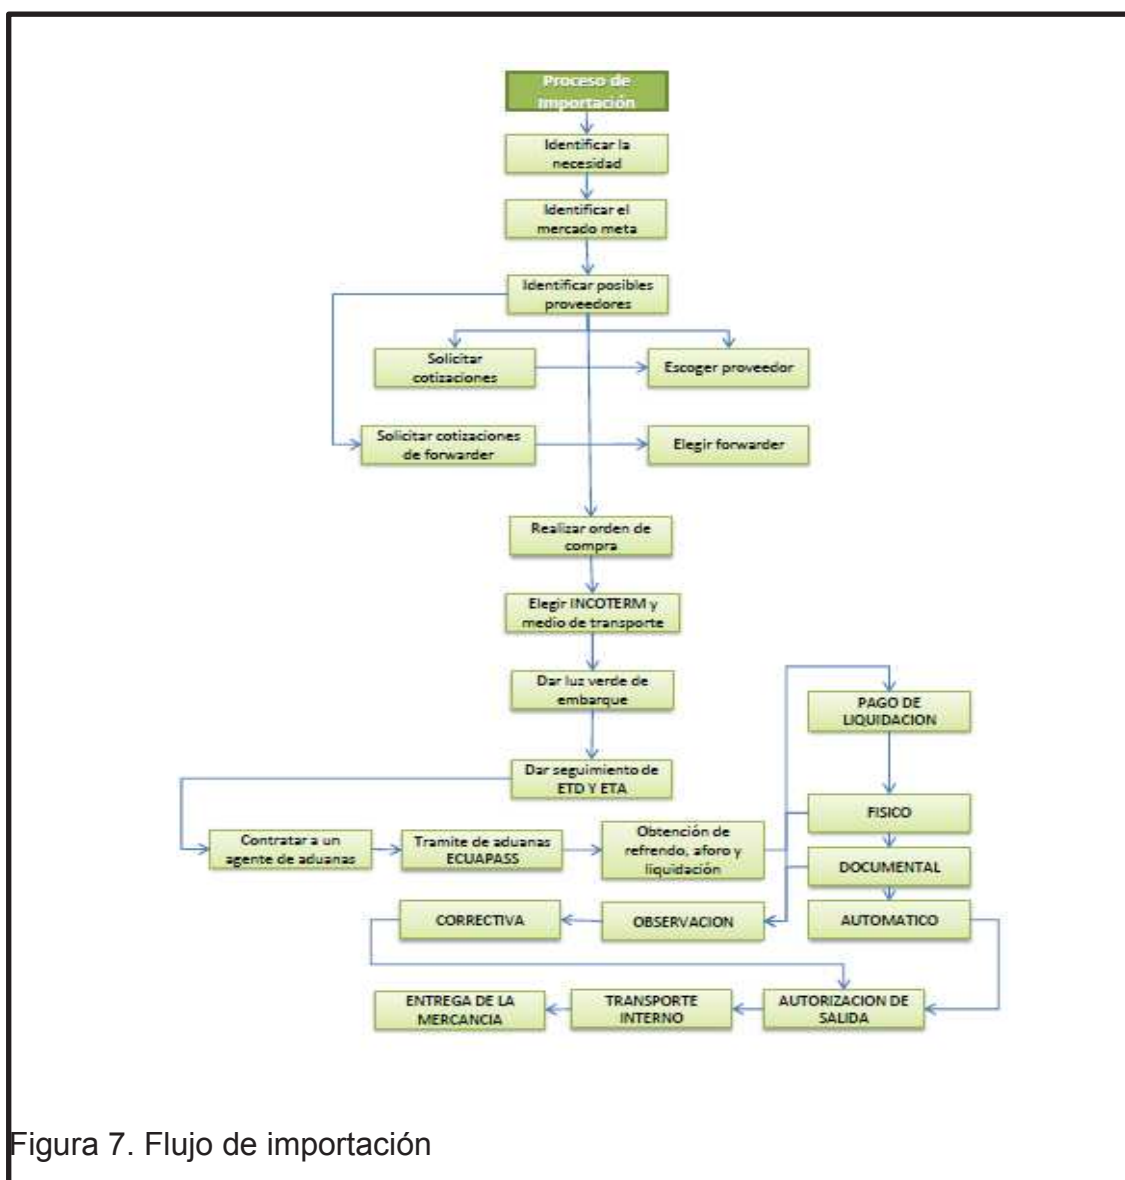 Proceso de
Importación
Identificar la
necesidad
Identificar el
mercado meta
Identificar posibles
proveedores
Solicitar
cotizaciones
Escoger proveedor
Solicitar cotizaciones
de forwarder
Elegir forwarder
Realizar orden de
compra
Elegir INCOTERM y
medio de transporte
Dar luz verde de
embarque
Dar seguimiento de
ETD Y ETA
Contratar a un
agente de aduanas
Tramite de aduanas
ECUAPASS
Obtención de
refrendo, aforo y
liquidación
PAGO DE
LIQUIDACION
FISICO
DOCUMENTAL
AUTOMATICO
OBSERVACION
CORRECTIVA
AUTORIZACION DE
SALIDA
TRANSPORTE
INTERNO
ENTREGA DE LA
MERCANCIA
Figura 7. Flujo de importación